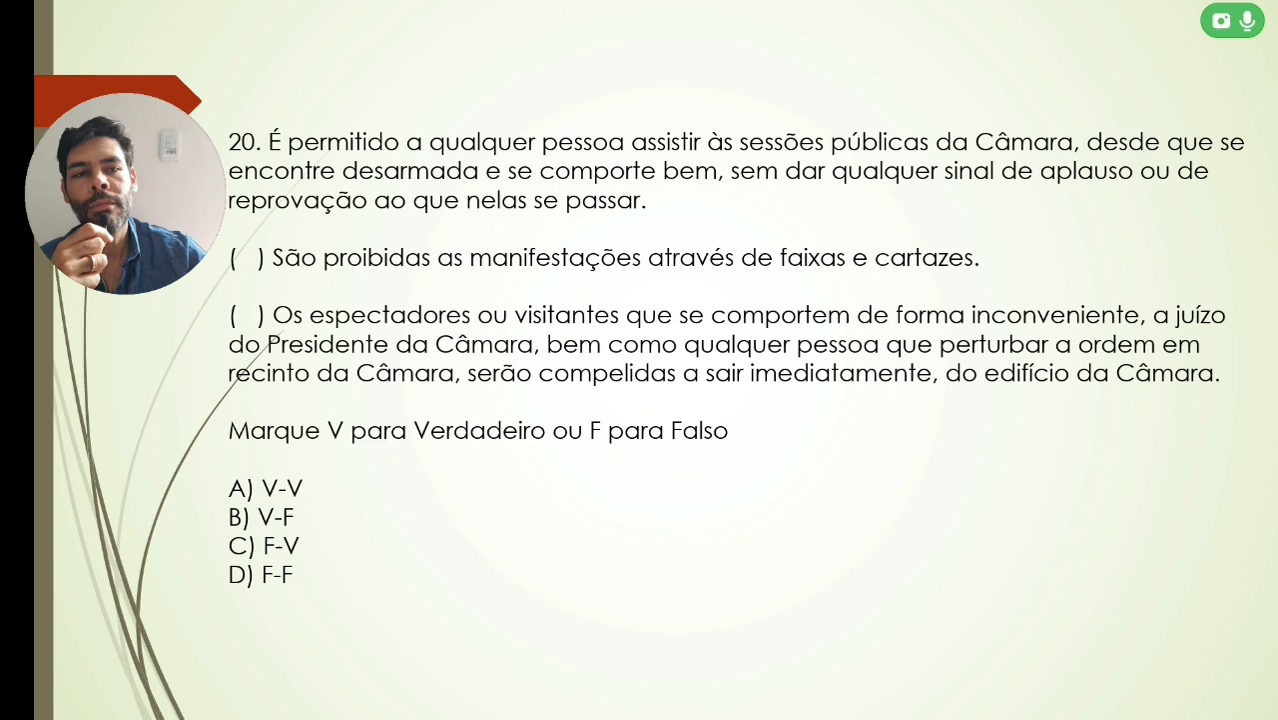 20. É permitido a qualquer pessoa assistir às sessões públicas da Câmara, desde que se
encontre desarmada e se comporte bem, sem dar qualquer sinal de aplauso ou de
reprovação ao que nelas se passar.
(   ) São proibidas as manifestações através de faixas e cartazes.
(   ) Os espectadores ou visitantes que se comportem de forma inconveniente, a juízo
do Presidente da Câmara, bem como qualquer pessoa que perturbar a ordem em
recinto da Câmara, serão compelidas a sair imediatamente, do edifício da Câmara.
Marque V para Verdadeiro ou F para Falso
A) V-V
B) V-F
C) F-V
D) F-F